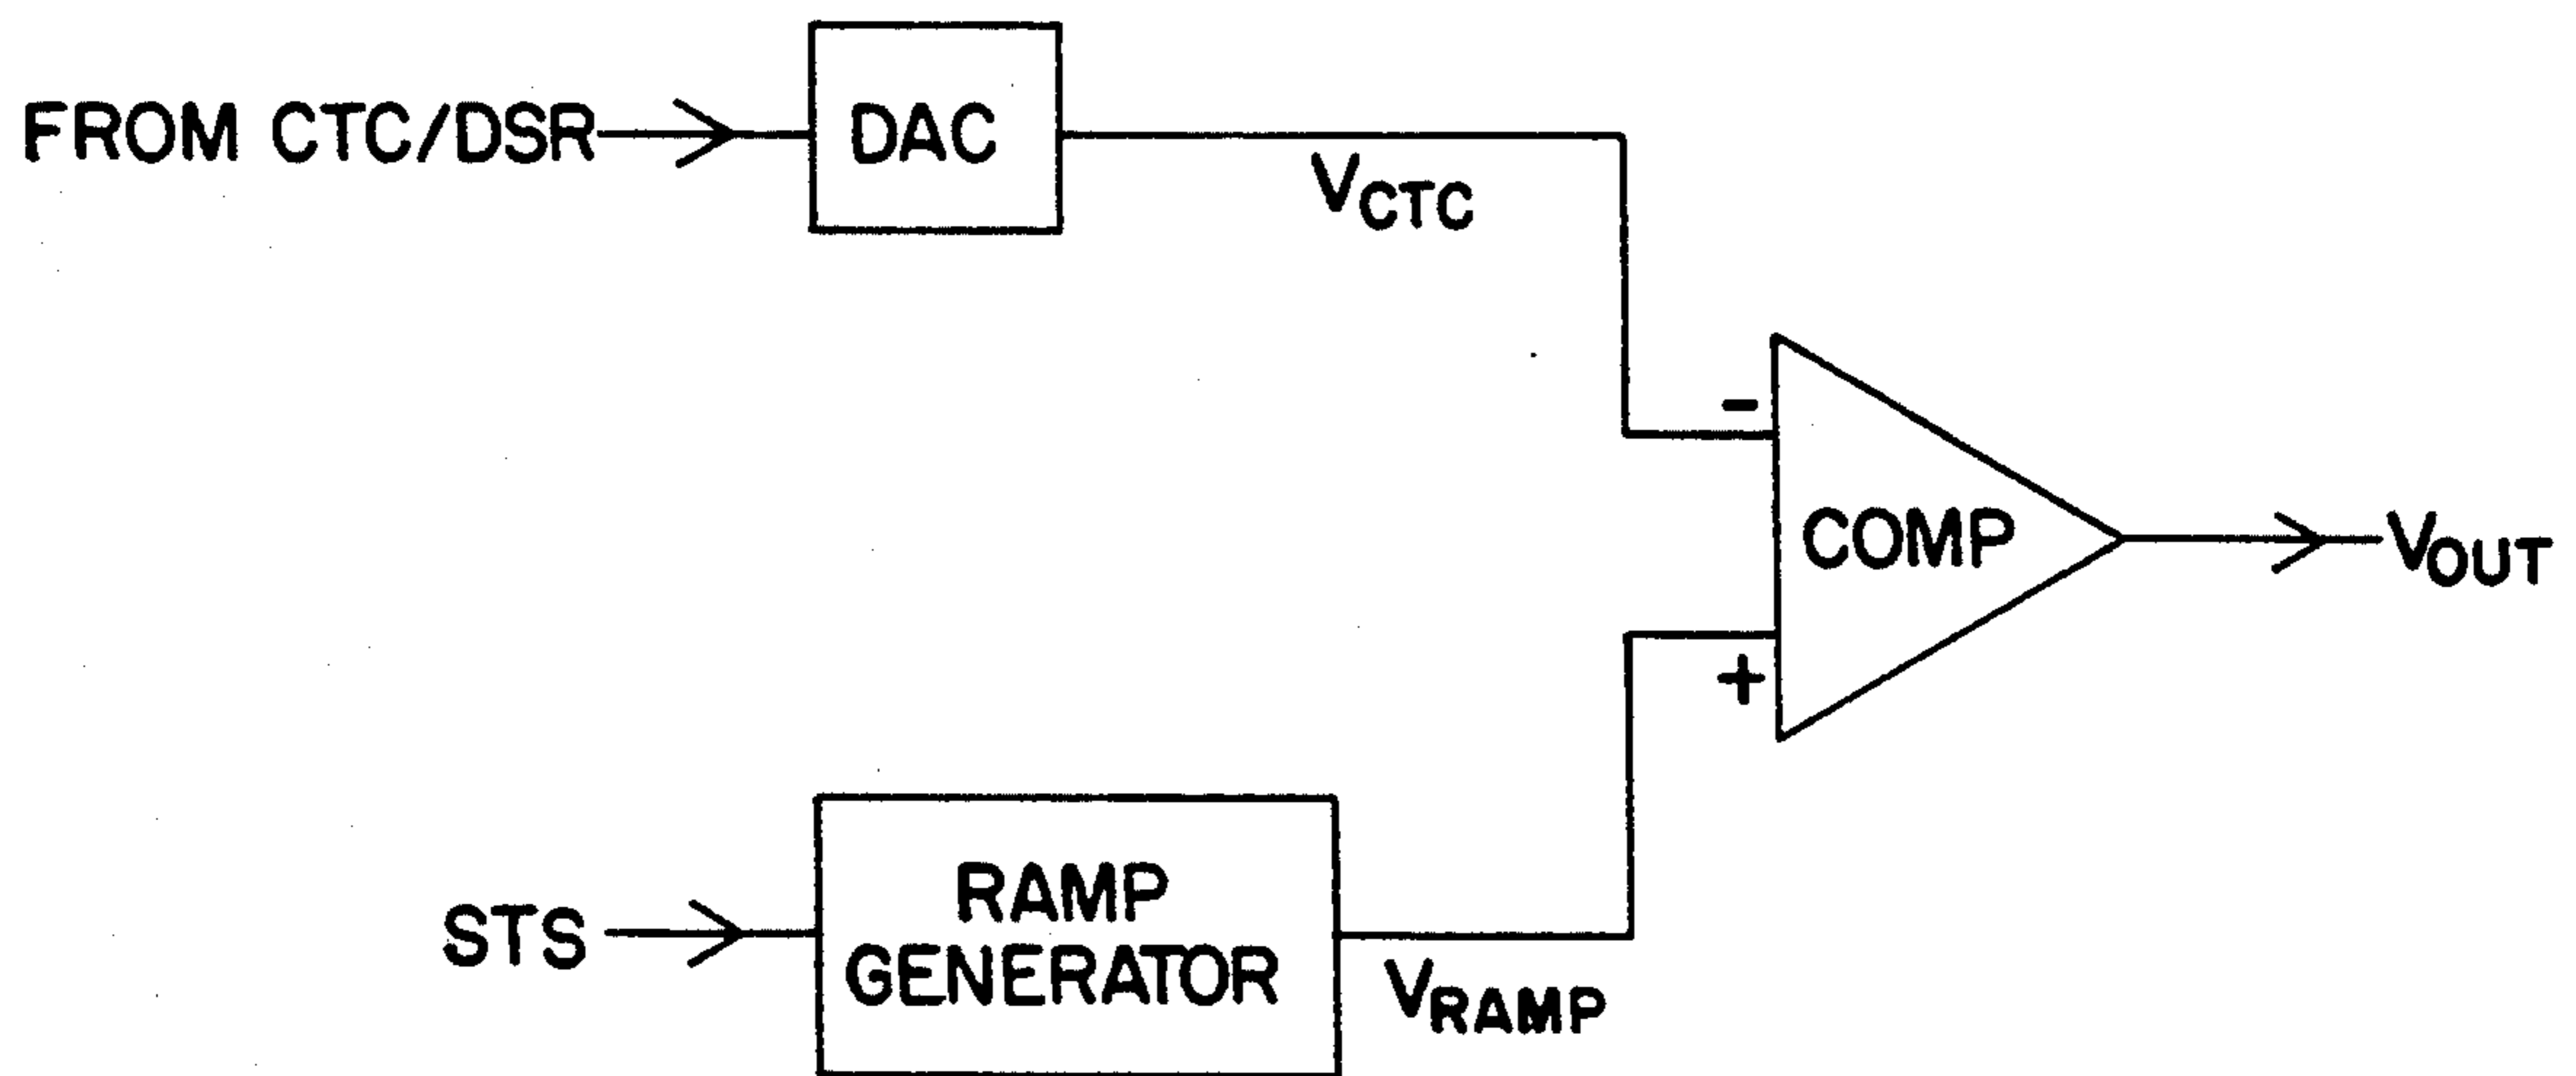 FROM CTC/DSR
DAC
VCTC
-
COMP
VOUT
+
STS
RAMP
GENERATOR
VRAMP